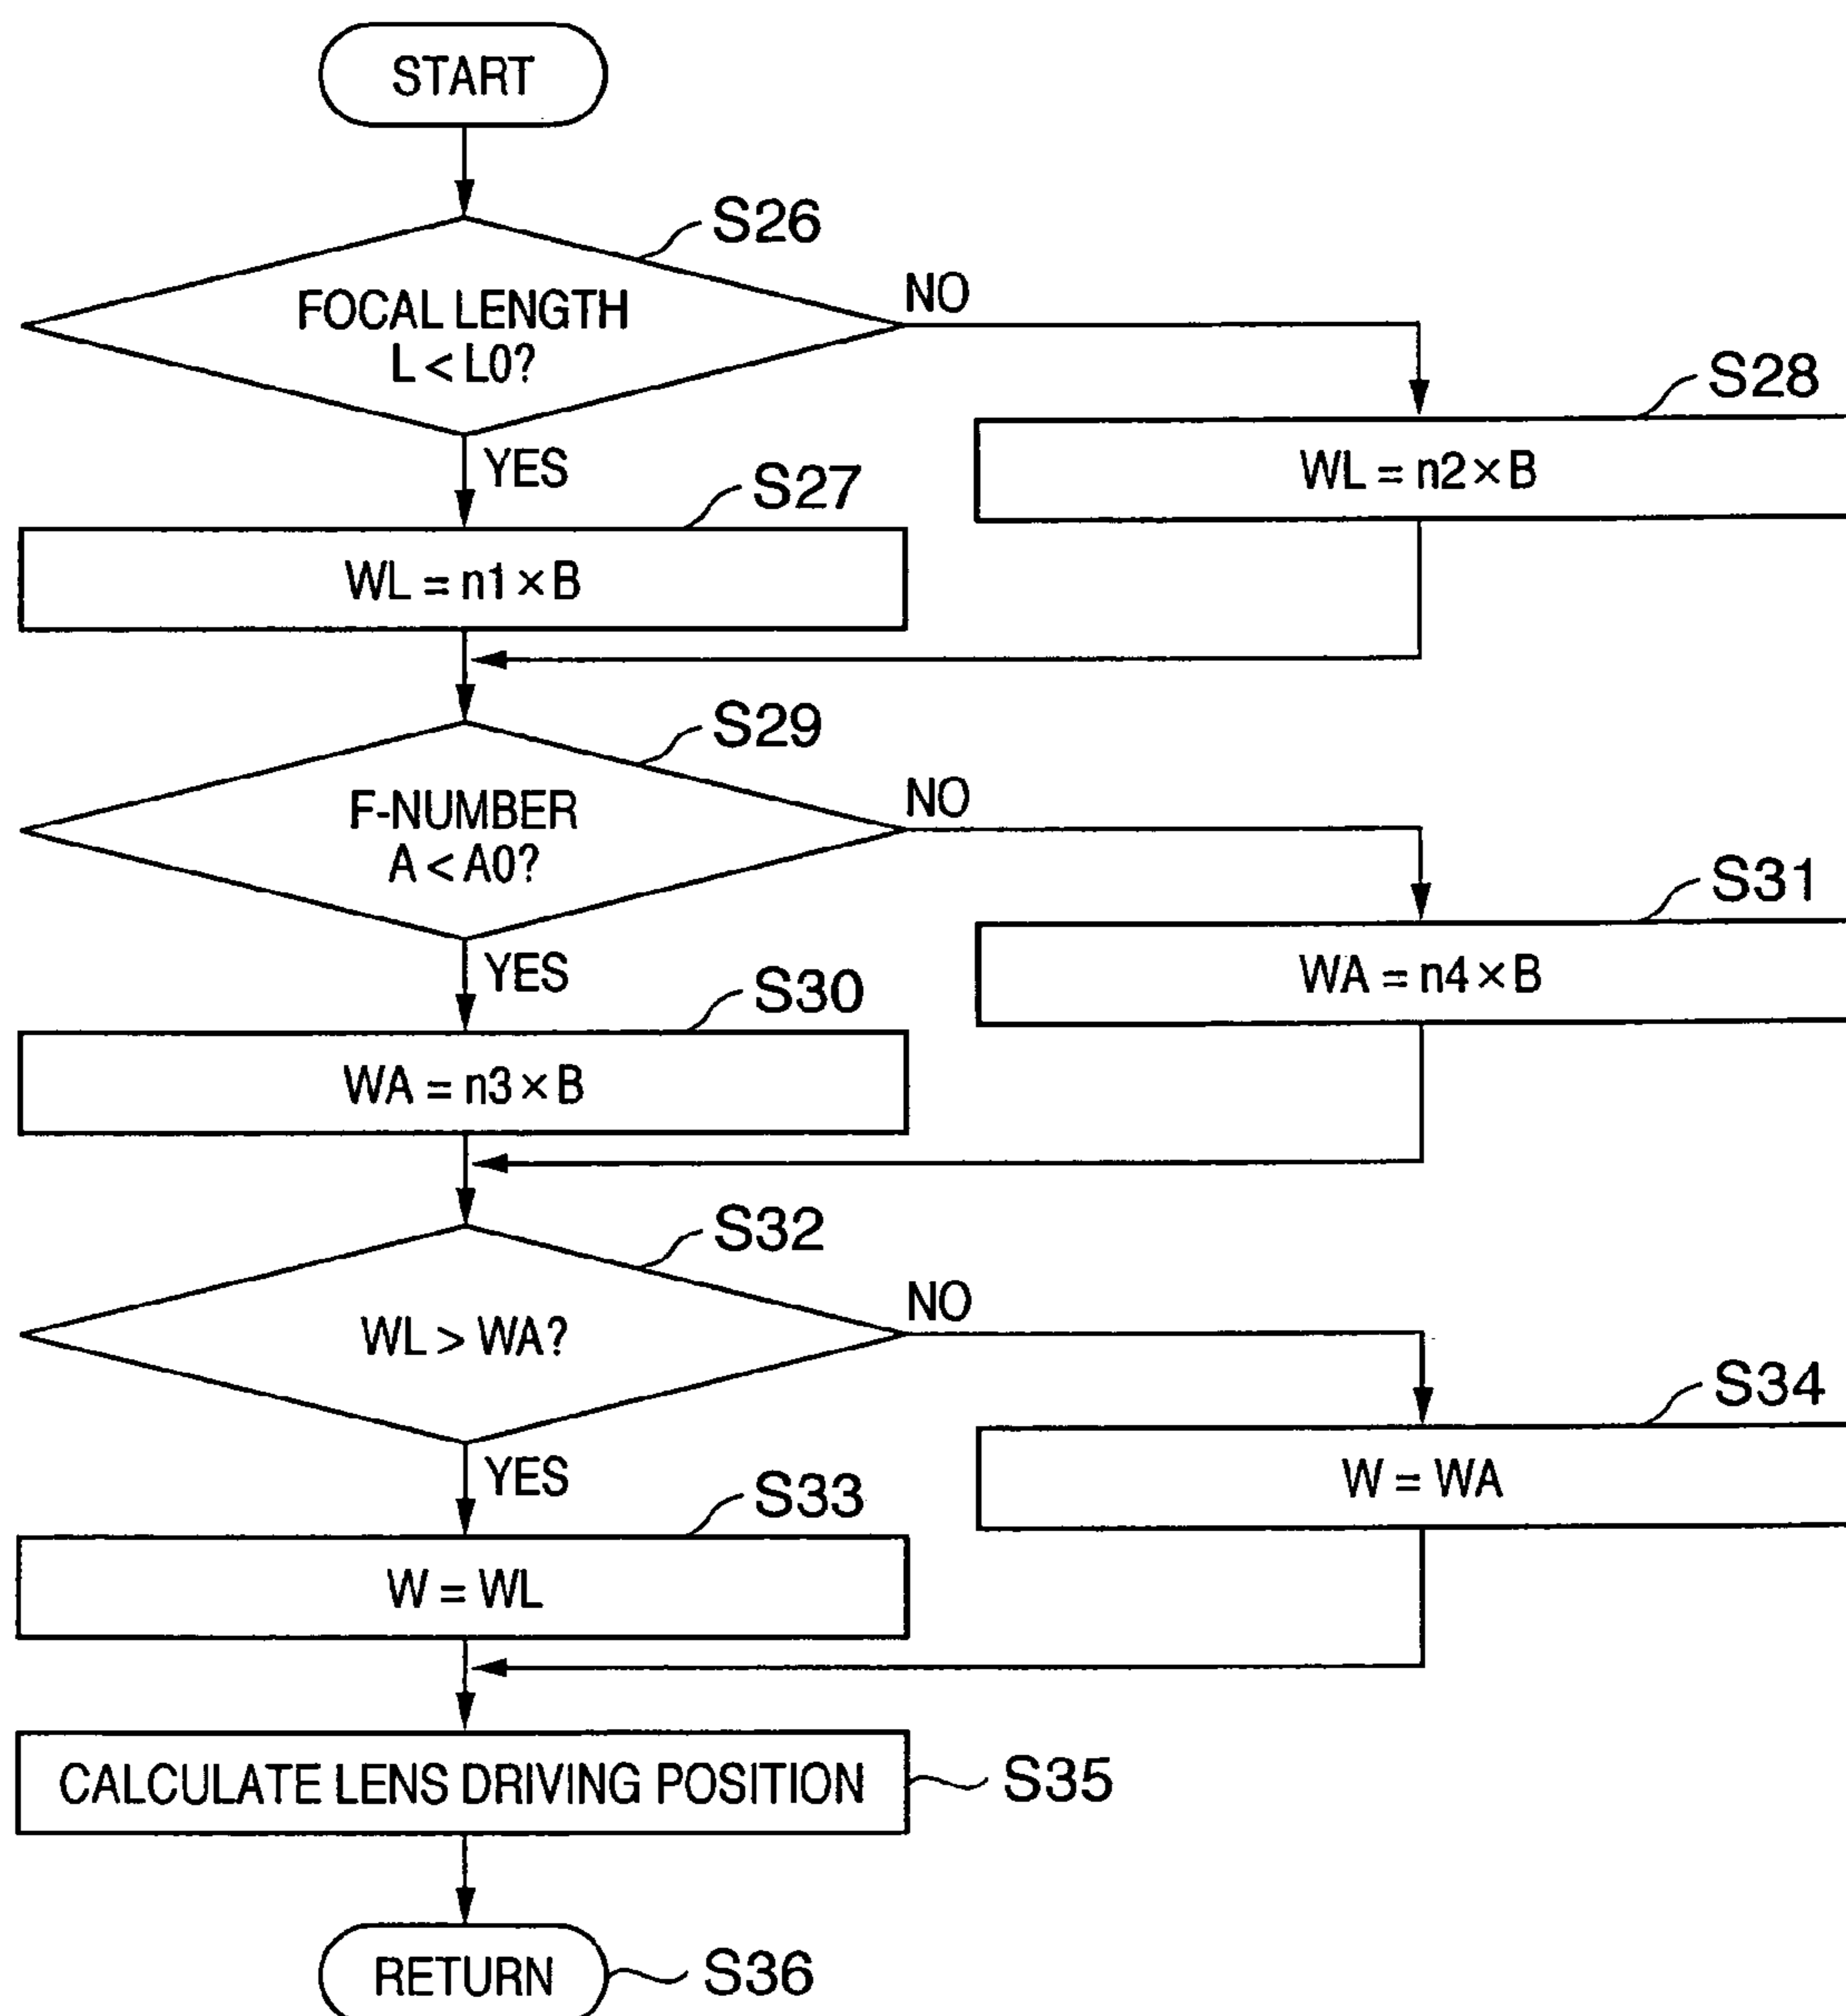 START
S26
FOCAL LENGTH
L < L0?
NO
S28
YES
WL = n2 × B
S27
WL = n1 × B
S29
F-NUMBER
A < A0?
NO
S31
YES
WA = n4 × B
S30
WA = n3 × B
S32
WL > WA?
NO
S34
YES
W = WA
S33
W = WL
CALCULATE LENS DRIVING POSITION
S35
RETURN
S36